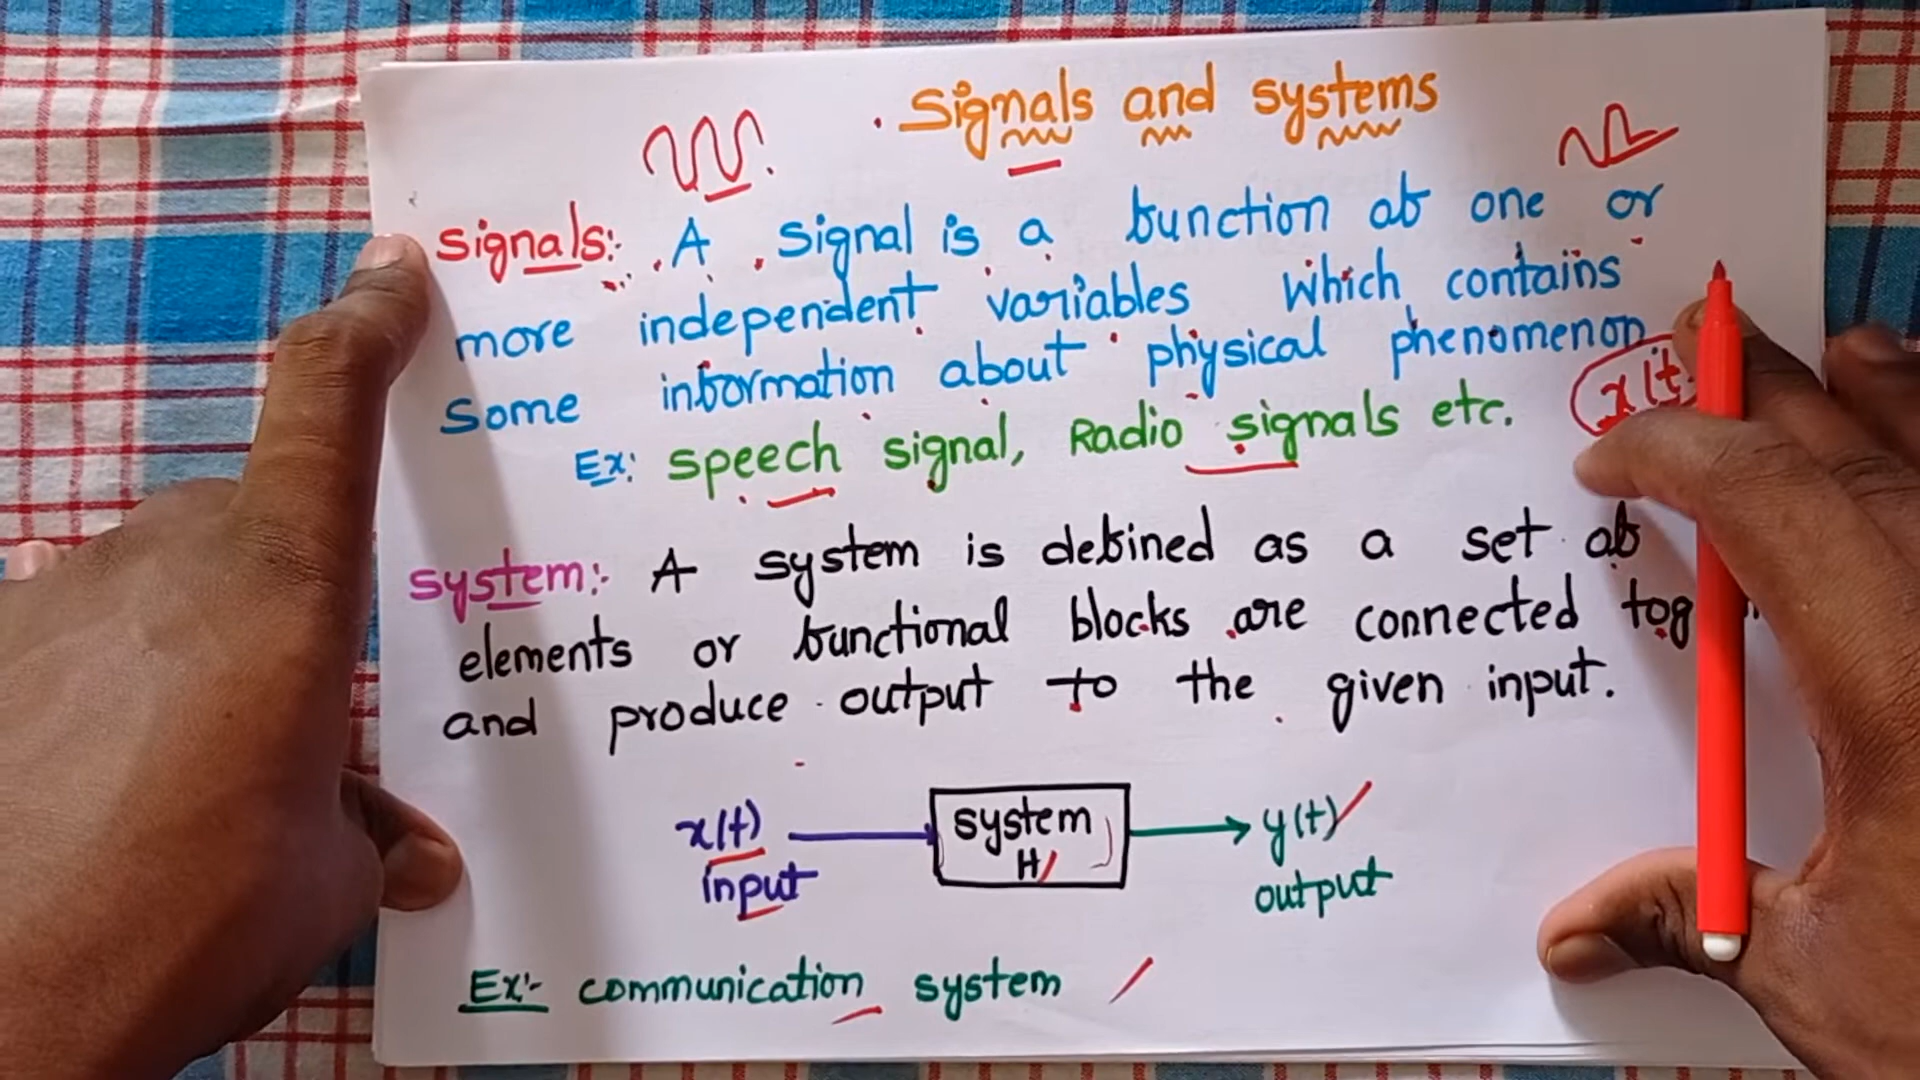 Signals and systems
Signals:- A signal is a function of one or
more independent variables which contains
some information about physical phenomenon
x(t
Ex: speech signal, Radio signals etc.
system:- A system is defined as a set of
elements or functional blocks are connected tog
and produce output to the given input.
x(t) system y(t)
input H output
Ex:- communication system